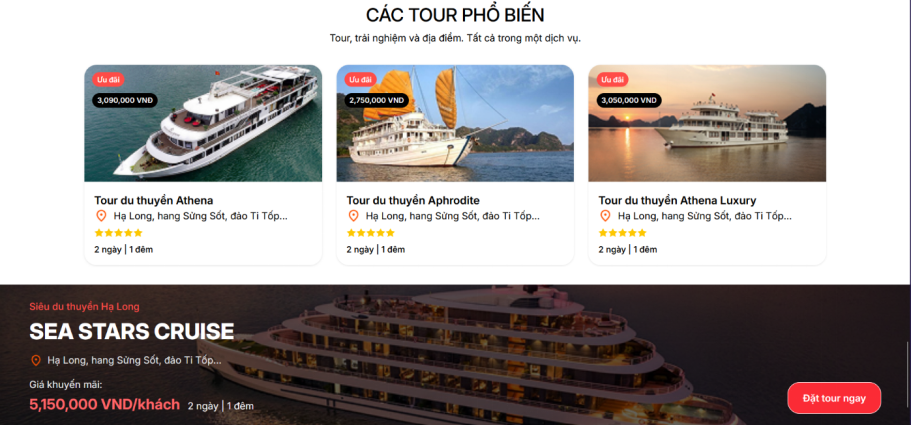 CÁC TOUR PHỔ BIẾN
Tour, trải nghiệm và địa điểm. Tất cả trong một dịch vụ.
Ưu đãi
3,090,000 VNĐ
Tour du thuyền Athena
Hạ Long, hang Sửng Sốt, đảo Ti Tốp...
2 ngày | 1 đêm
Ưu đãi
2,750,000 VND
Tour du thuyền Aphrodite
Hạ Long, hang Sửng Sốt, đảo Ti Tốp...
2 ngày | 1 đêm
Ưu đãi
3,050,000 VND
Tour du thuyền Athena Luxury
Hạ Long, hang Sửng Sốt, đảo Ti Tốp...
2 ngày | 1 đêm
Siêu du thuyền Hạ Long
SEA STARS CRUISE
Hạ Long, hang Sửng Sốt, đảo Ti Tốp...
Giá khuyến mãi:
5,150,000 VND/khách 2 ngày | 1 đêm
Đặt tour ngay